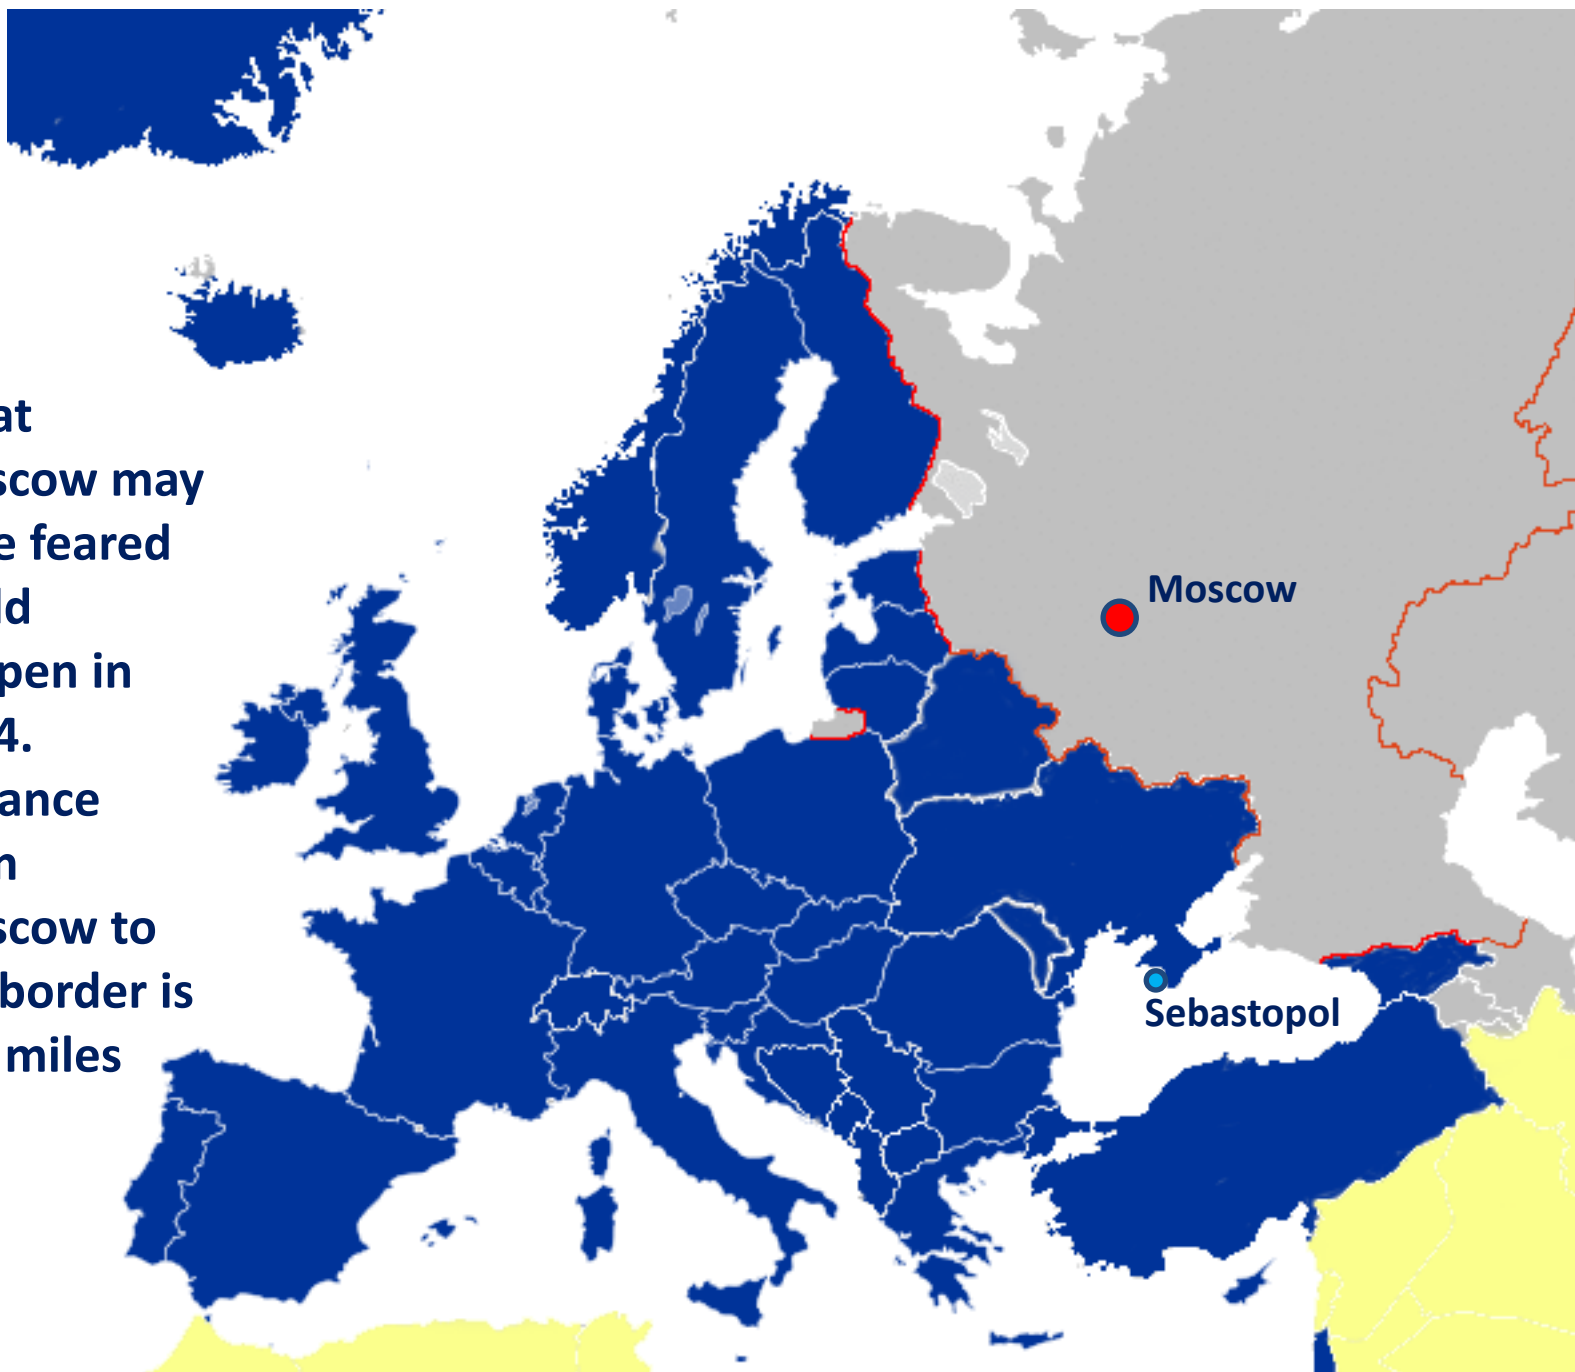 at
scow may
e feared
ld
pen in
4.
ance
n
scow to
border is
miles
Moscow
Sebastopol